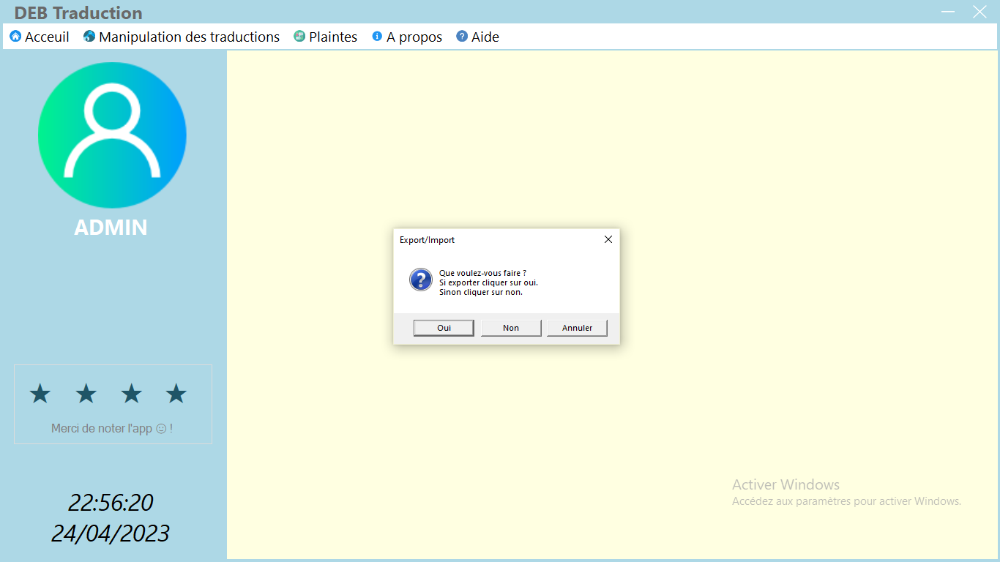 DEB Traduction
Acceuil Manipulation des traductions Plaintes A propos Aide
ADMIN
Export/Import
Que voulez-vous faire ?
Si exporter cliquer sur oui.
Sinon cliquer sur non.
Oui Non Annuler
Merci de noter l'app ☺ !
22:56:20
24/04/2023
Activer Windows
Accédez aux paramètres pour activer Windows.